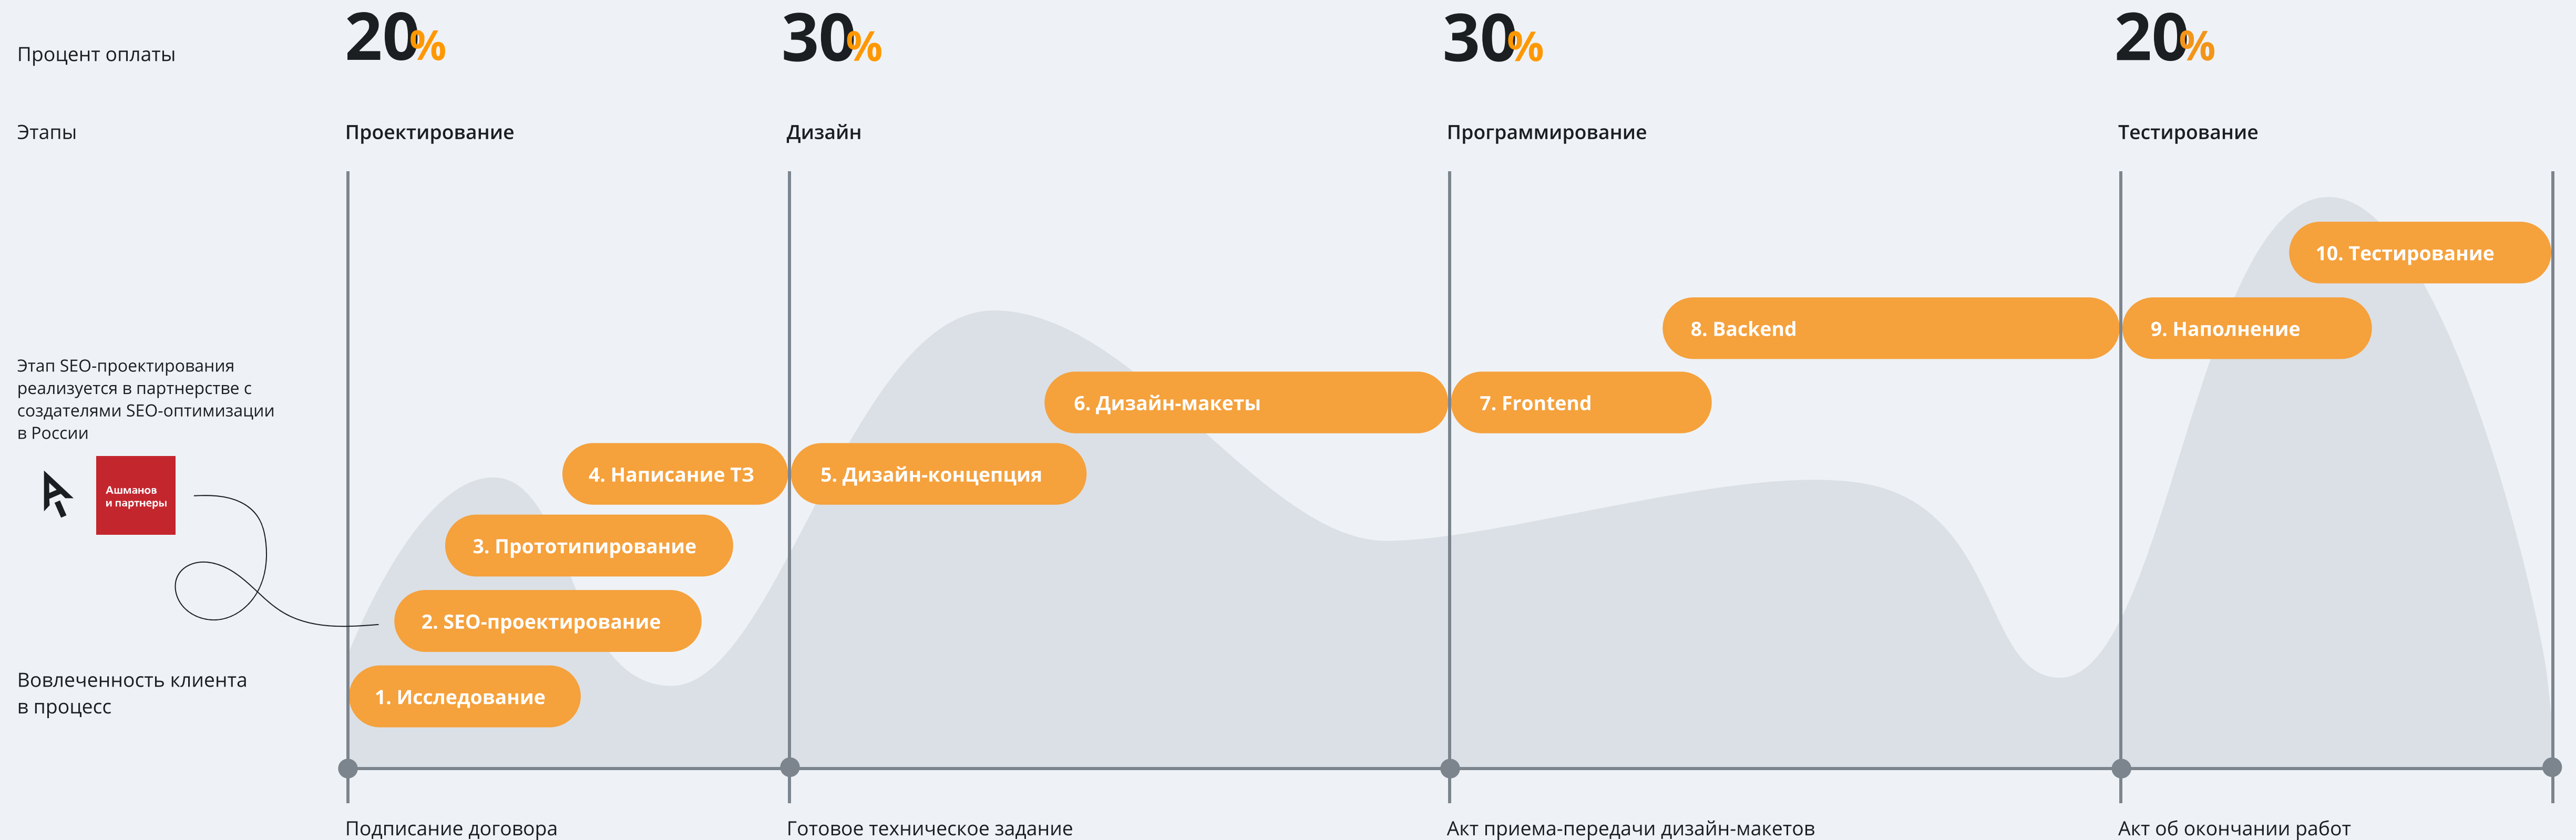 Процент оплаты
20%
30%
30%
20%
Этапы
Проектирование
Дизайн
Программирование
Тестирование
10. Тестирование
8. Backend
9. Наполнение
Этап SEO-проектирования
реализуется в партнерстве с
создателями SEO-оптимизации
в России
6. Дизайн-макеты
7. Frontend
4. Написание ТЗ
5. Дизайн-концепция
Ашманов
и партнеры
3. Прототипирование
2. SEO-проектирование
1. Исследование
Вовлеченность клиента
в процесс
Подписание договора
Готовое техническое задание
Акт приема-передачи дизайн-макетов
Акт об окончании работ